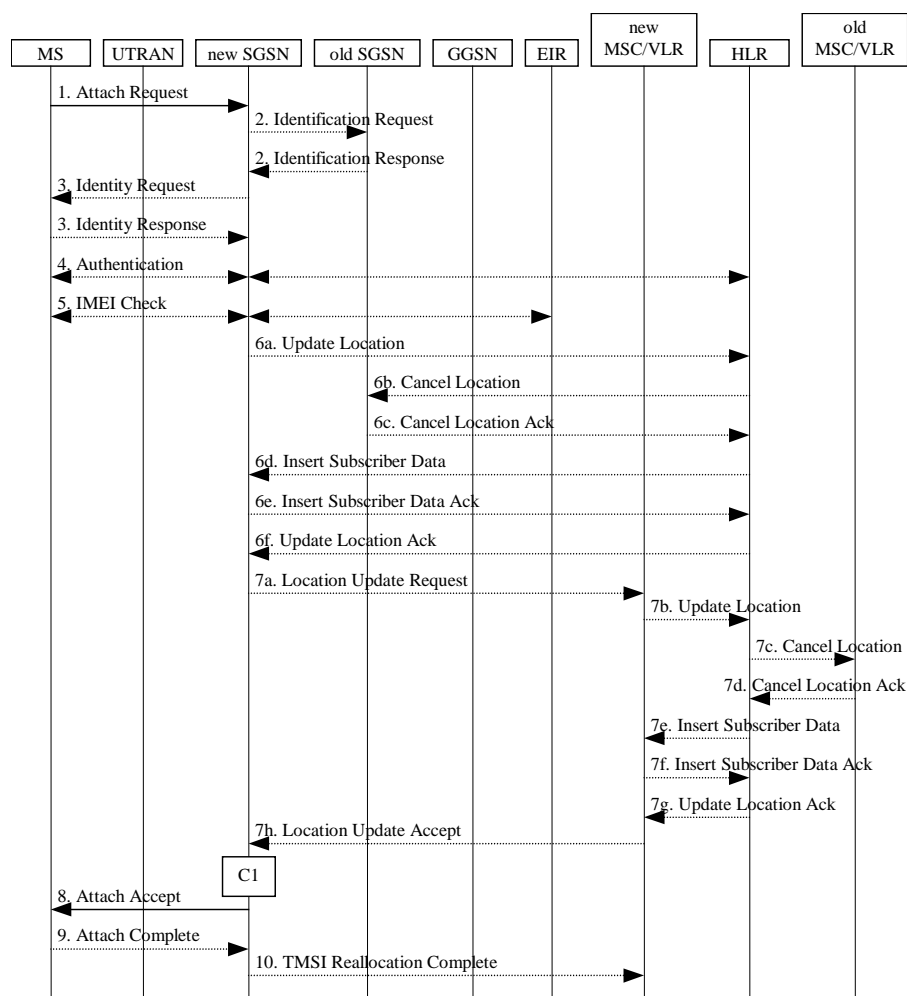 new
MSC/VLR
old
MSC/VLR
MS
UTRAN
new SGSN
old SGSN
GGSN
EIR
HLR
1. Attach Request
2. Identification Request
2. Identification Response
3. Identity Request
3. Identity Response
4. Authentication
5. IMEI Check
6a. Update Location
6b. Cancel Location
6c. Cancel Location Ack
6d. Insert Subscriber Data
6e. Insert Subscriber Data Ack
6f. Update Location Ack
7a. Location Update Request
7b. Update Location
7c. Cancel Location
7d. Cancel Location Ack
7e. Insert Subscriber Data
7f. Insert Subscriber Data Ack
7g. Update Location Ack
7h. Location Update Accept
C1
8. Attach Accept
9. Attach Complete
10. TMSI Reallocation Complete